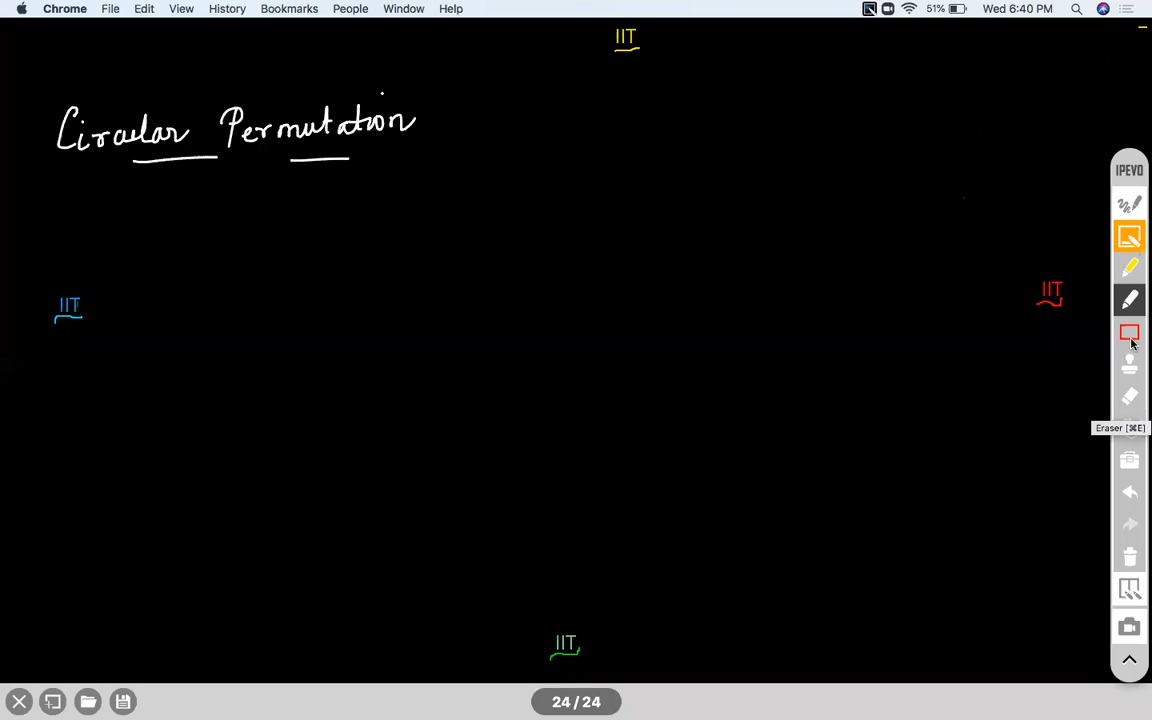 Chrome File Edit View History Bookmarks People Window Help 51% Wed 6:40 PM
IIT
Circular Permutation
IPEVO
IIT
IIT
Eraser [⌘E]
IIT
24 / 24